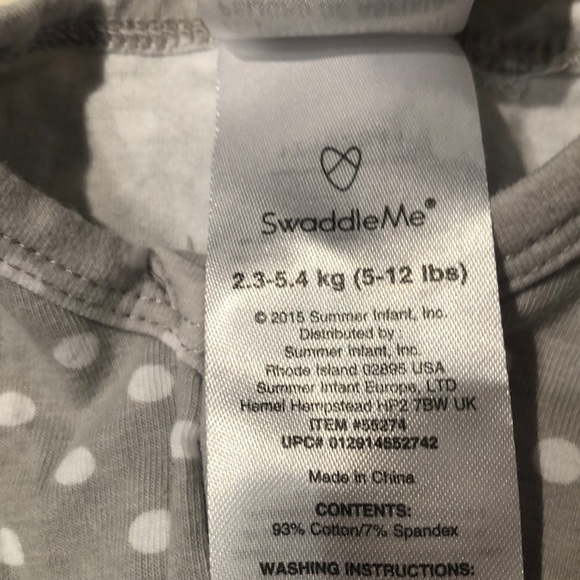 SwaddleMe®
2.3-5.4 kg (5-12 lbs)
© 2015 Summer Infant, Inc.
Distributed by
Summer Infant, Inc.
Rhode Island 02895 USA
Summer Infant Europe, LTD
Hemel Hempstead HP2 7BW UK
ITEM #55274
UPC# 012914552742
Made in China
CONTENTS:
93% Cotton/7% Spandex
WASHING INSTRUCTIONS: